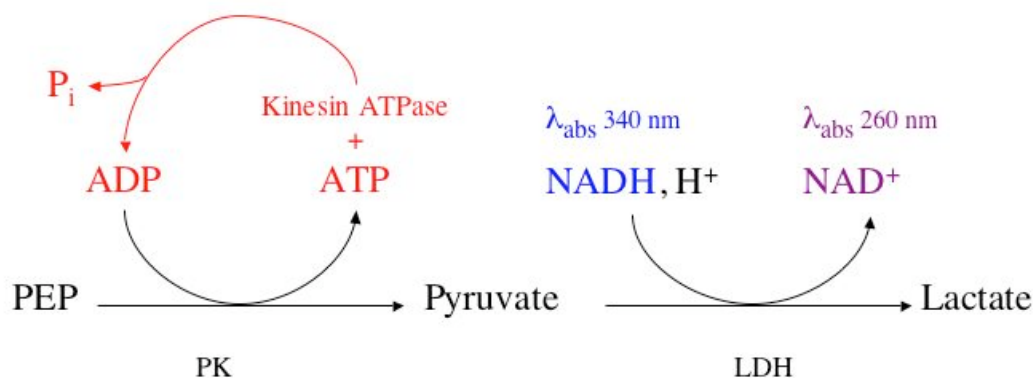 Pi
Kinesin ATPase
+
ADP
ATP
λabs 340 nm
λabs 260 nm
NADH, H+
NAD+
PEP
Pyruvate
Lactate
PK
LDH